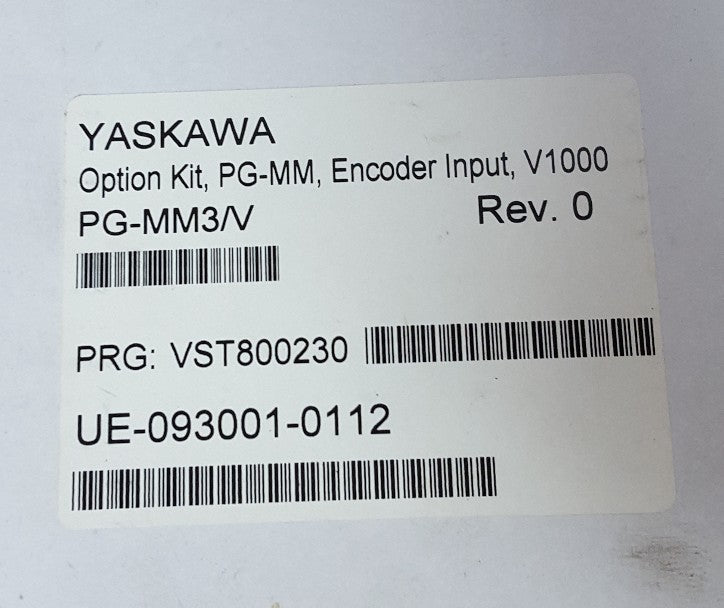 YASKAWA
Option Kit, PG-MM, Encoder Input, V1000
PG-MM3/V Rev. 0
PRG: VST800230
UE-093001-0112